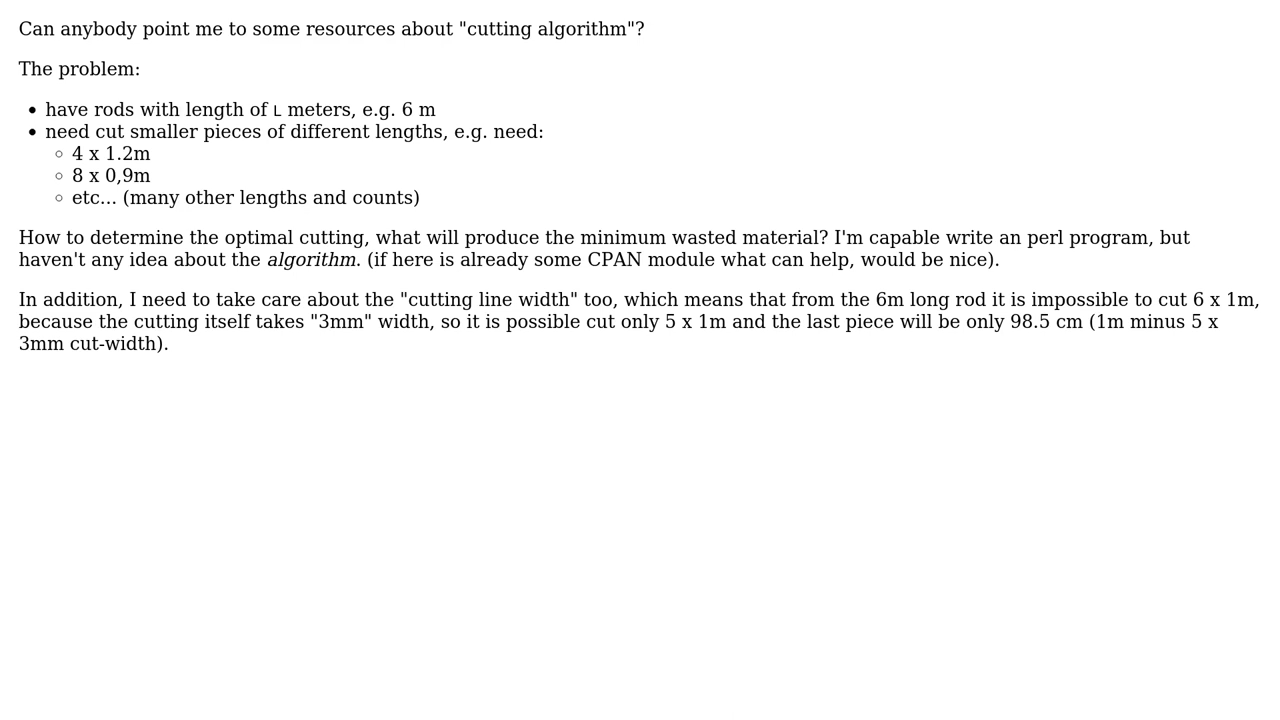 Can anybody point me to some resources about "cutting algorithm"?
The problem:
• have rods with length of L meters, e.g. 6 m
• need cut smaller pieces of different lengths, e.g. need:
◦ 4 x 1.2m
◦ 8 x 0,9m
◦ etc... (many other lengths and counts)
How to determine the optimal cutting, what will produce the minimum wasted material? I'm capable write an perl program, but
haven't any idea about the algorithm. (if here is already some CPAN module what can help, would be nice).
In addition, I need to take care about the "cutting line width" too, which means that from the 6m long rod it is impossible to cut 6 x 1m,
because the cutting itself takes "3mm" width, so it is possible cut only 5 x 1m and the last piece will be only 98.5 cm (1m minus 5 x
3mm cut-width).